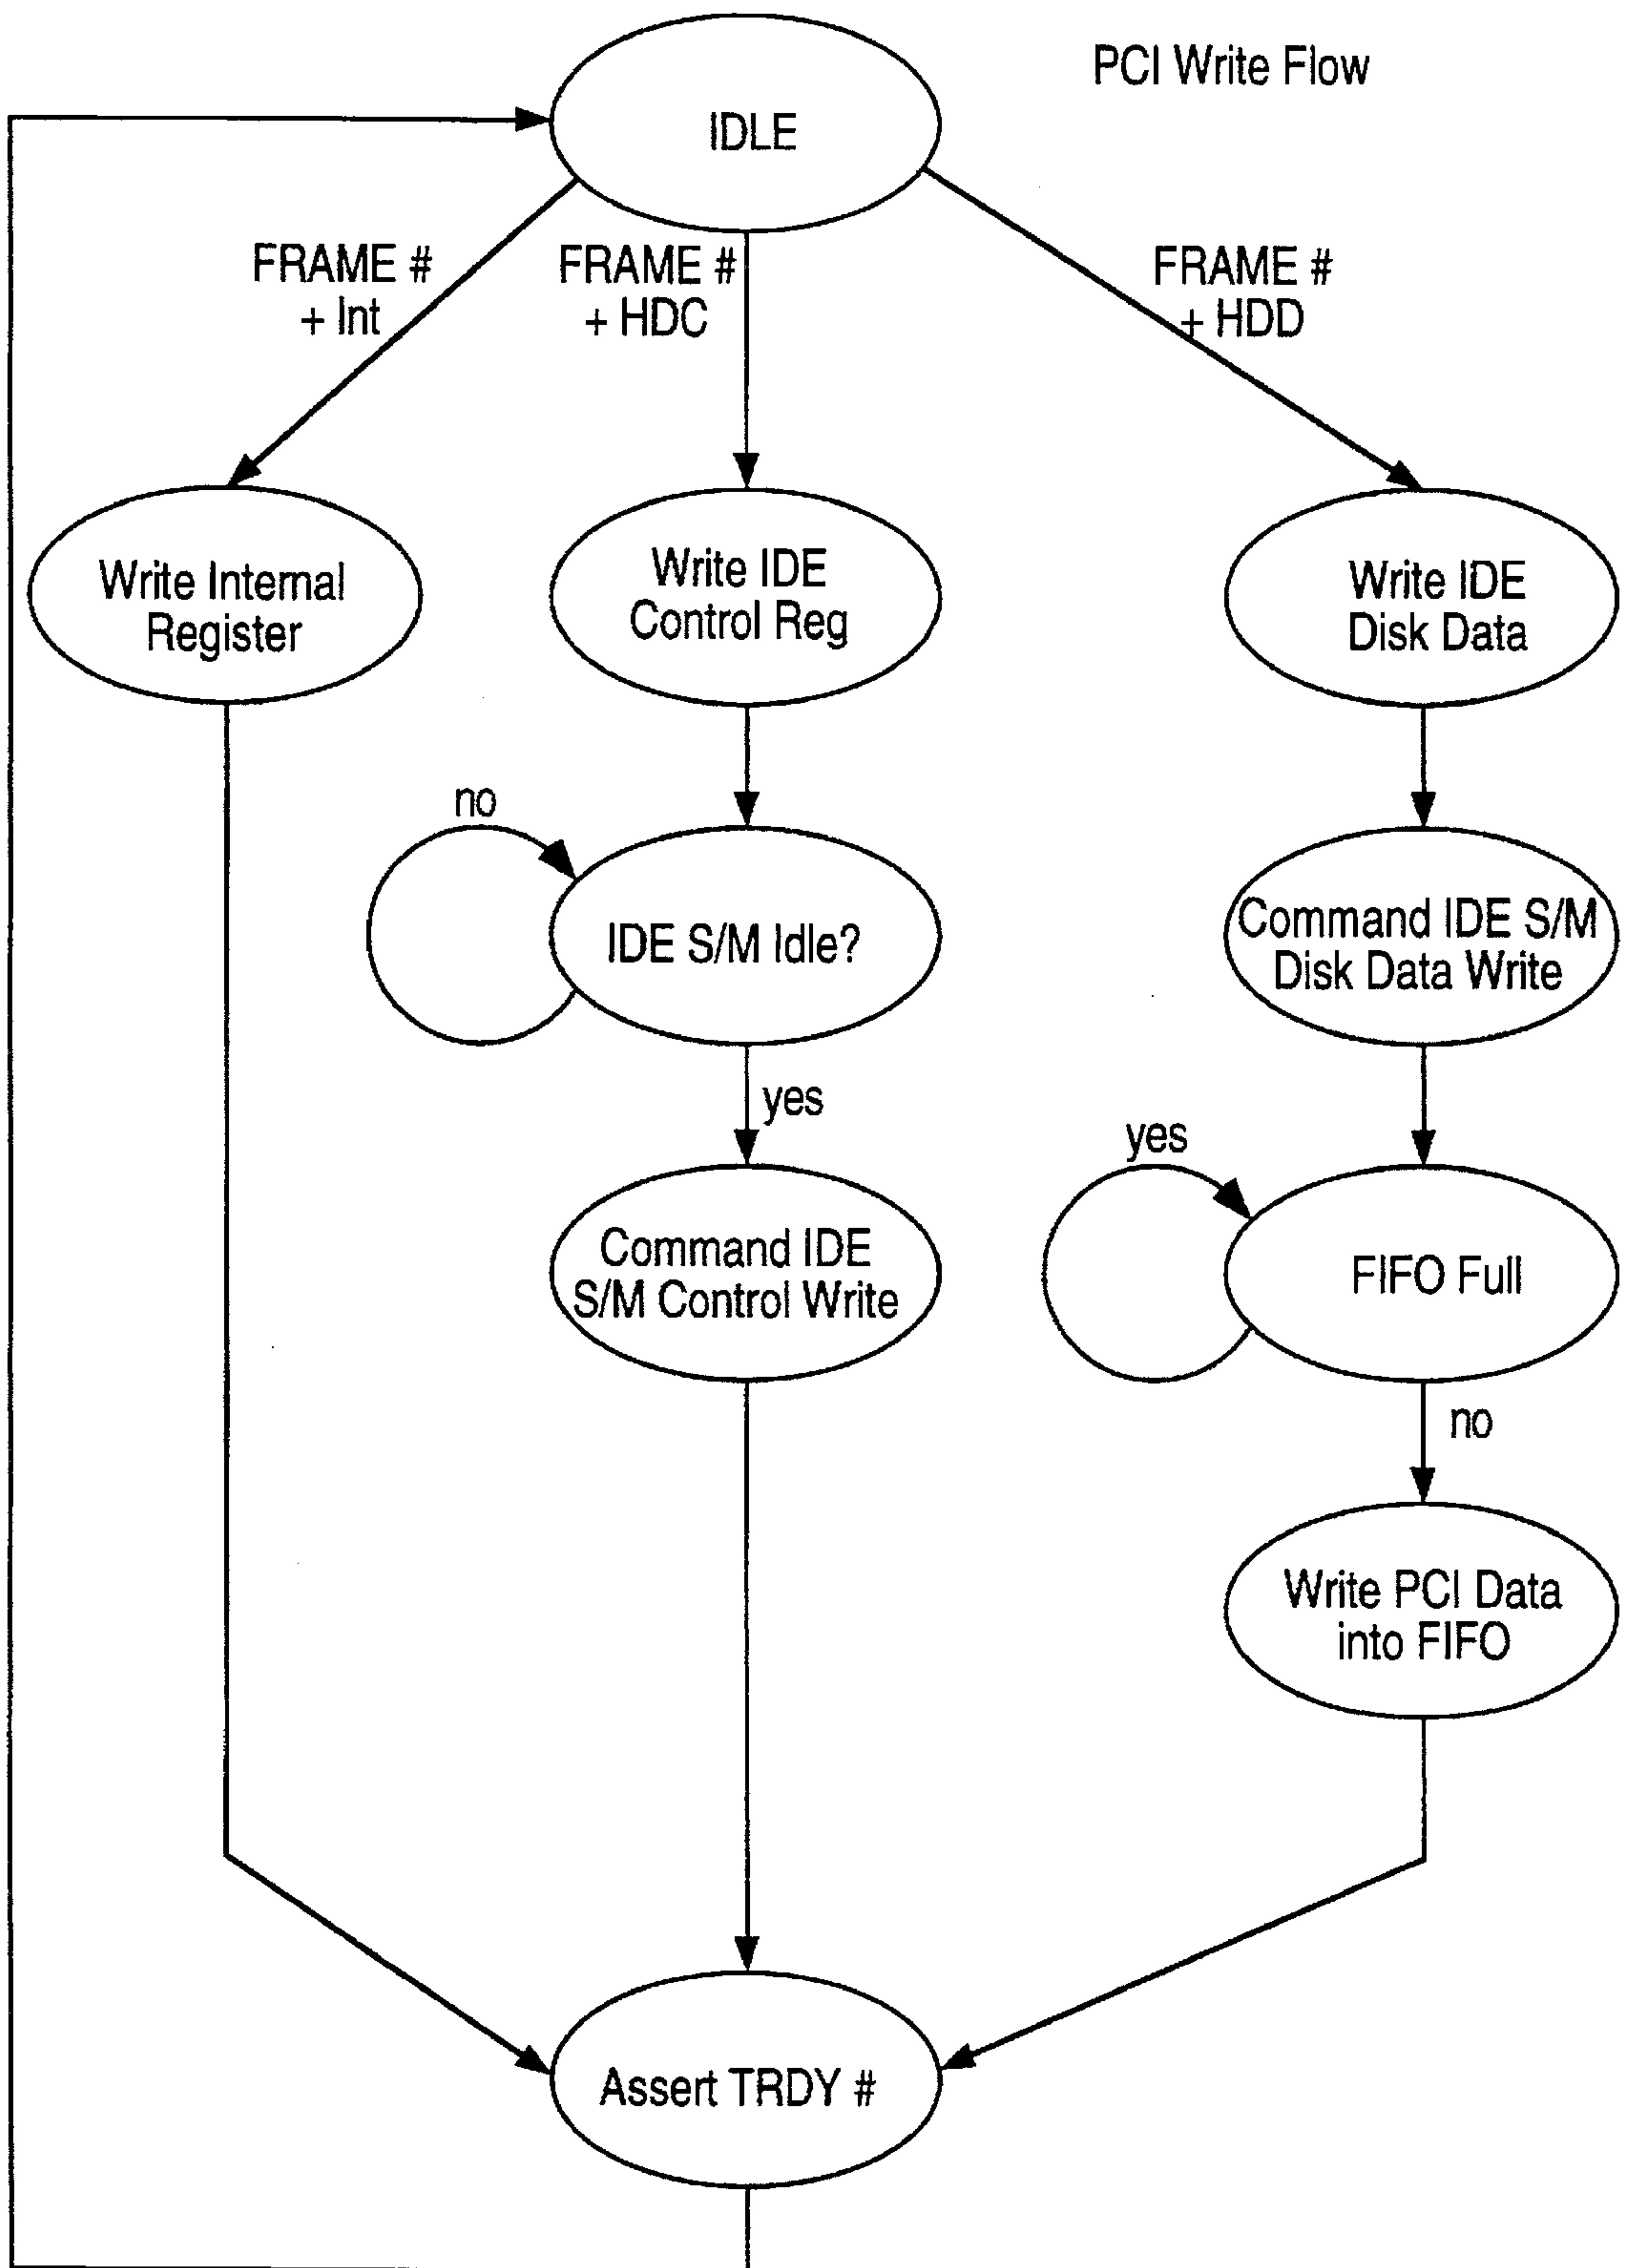 PCI Write Flow
IDLE
FRAME #
+ Int
FRAME #
+ HDC
FRAME #
+ HDD
Write Internal
Register
Write IDE
Control Reg
Write IDE
Disk Data
no
IDE S/M Idle?
Command IDE S/M
Disk Data Write
yes
yes
Command IDE
S/M Control Write
FIFO Full
no
Write PCI Data
into FIFO
Assert TRDY #